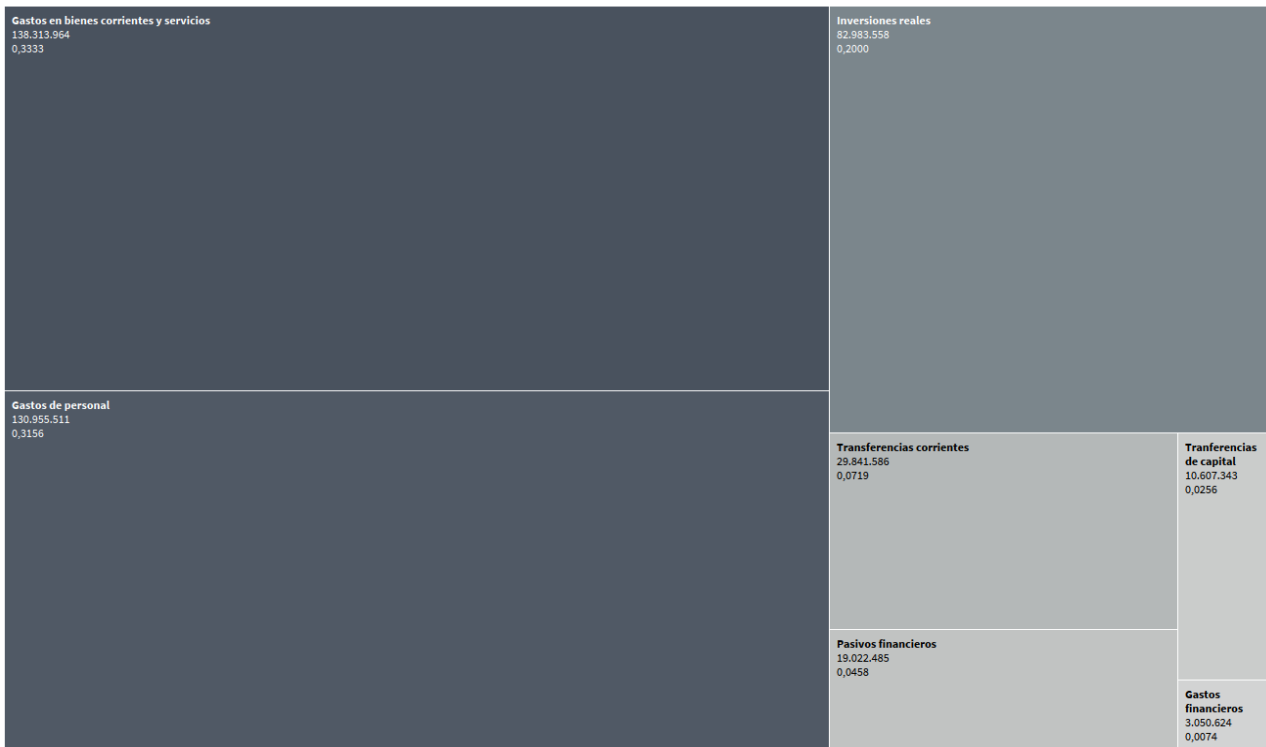 Gastos en bienes corrientes y servicios
138.313.964
0,3333
Inversiones reales
82.983.558
0,2000
Gastos de personal
130.955.511
0,3156
Transferencias corrientes
29.841.586
0,0719
Tranferencias
de capital
10.607.343
0,0256
Pasivos financieros
19.022.485
0,0458
Gastos
financieros
3.050.624
0,0074